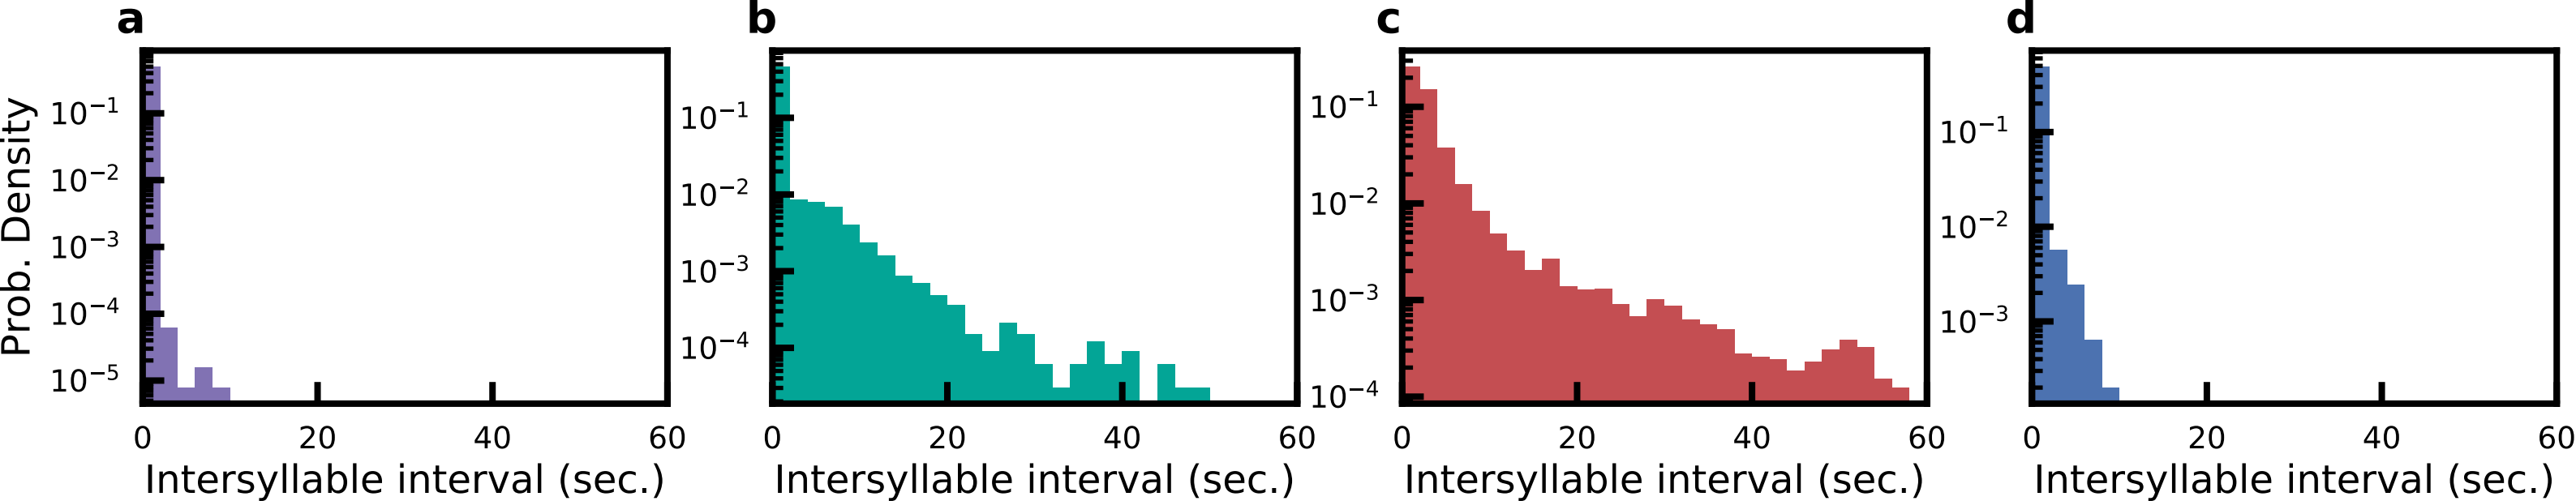 a b c d
Prob. Density
10⁻¹ 10⁻² 10⁻³ 10⁻⁴ 10⁻⁵
0 20 40 60
Intersyllable interval (sec.)
10⁻¹ 10⁻² 10⁻³ 10⁻⁴
0 20 40 60
Intersyllable interval (sec.)
10⁻¹ 10⁻² 10⁻³ 10⁻⁴
0 20 40 60
Intersyllable interval (sec.)
10⁻¹ 10⁻² 10⁻³
0 20 40 60
Intersyllable interval (sec.)